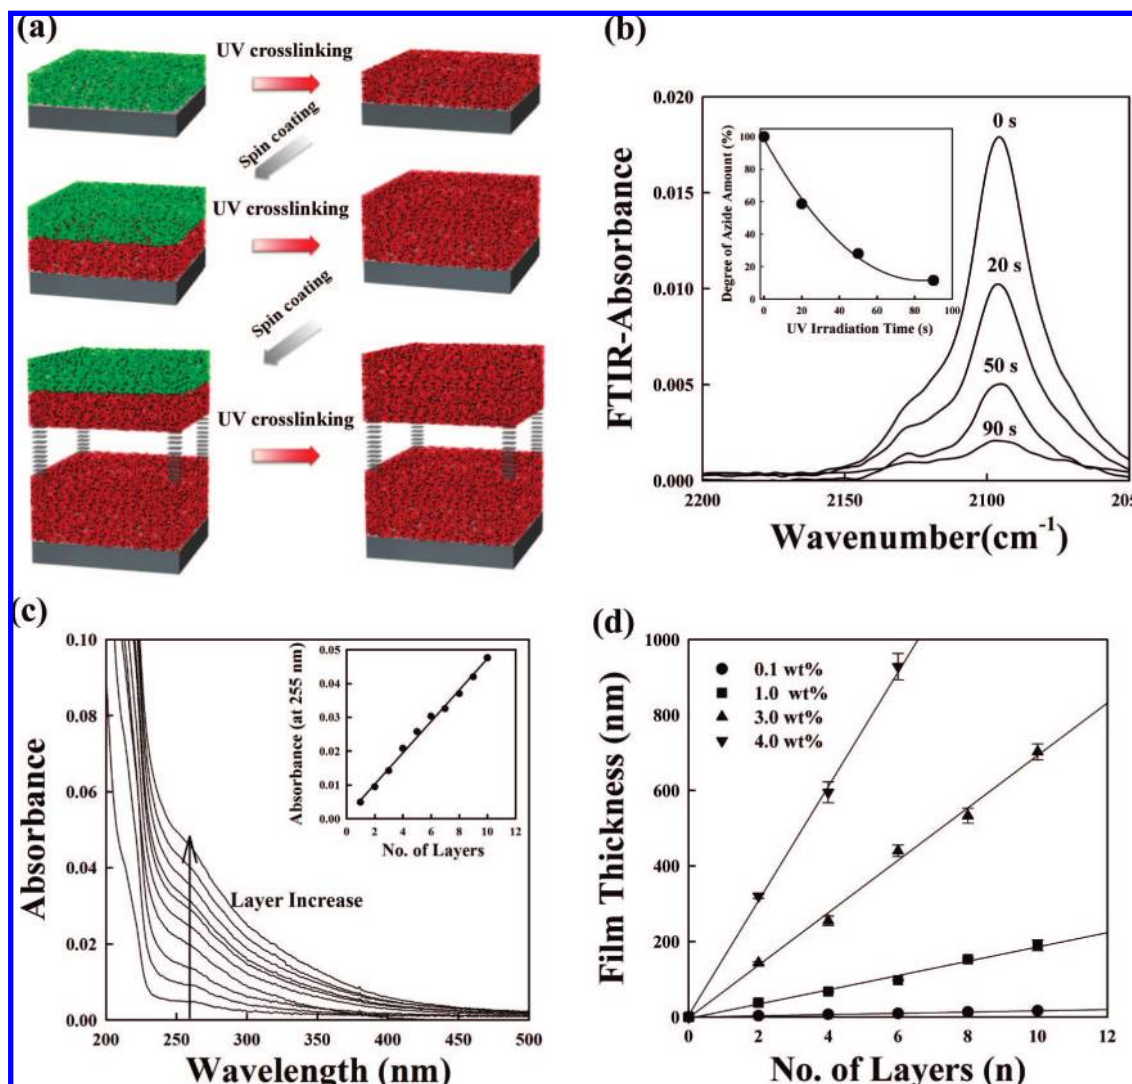 (a)
UV crosslinking
Spin coating
UV crosslinking
Spin coating
UV crosslinking
(b)
FTIR-Absorbance
0.020
0.015
0.010
0.005
0.000
2200
2150
2100
205
Wavenumber(cm⁻¹)
0 s
20 s
50 s
90 s
Degree of Azide Amount (%)
100
80
60
40
20
0
0 20 40 60 80 100
UV Irradiation Time (s)
(c)
Absorbance
0.10
0.08
0.06
0.04
0.02
0.00
200 250 300 350 400 450 500
Wavelength (nm)
Layer Increase
Absorbance (at 255 nm)
0.05
0.04
0.03
0.02
0.01
0.00
0 2 4 6 8 10 12
No. of Layers
(d)
Film Thickness (nm)
1000
800
600
400
200
0
0 2 4 6 8 10 12
No. of Layers (n)
0.1 wt%
1.0 wt%
3.0 wt%
4.0 wt%